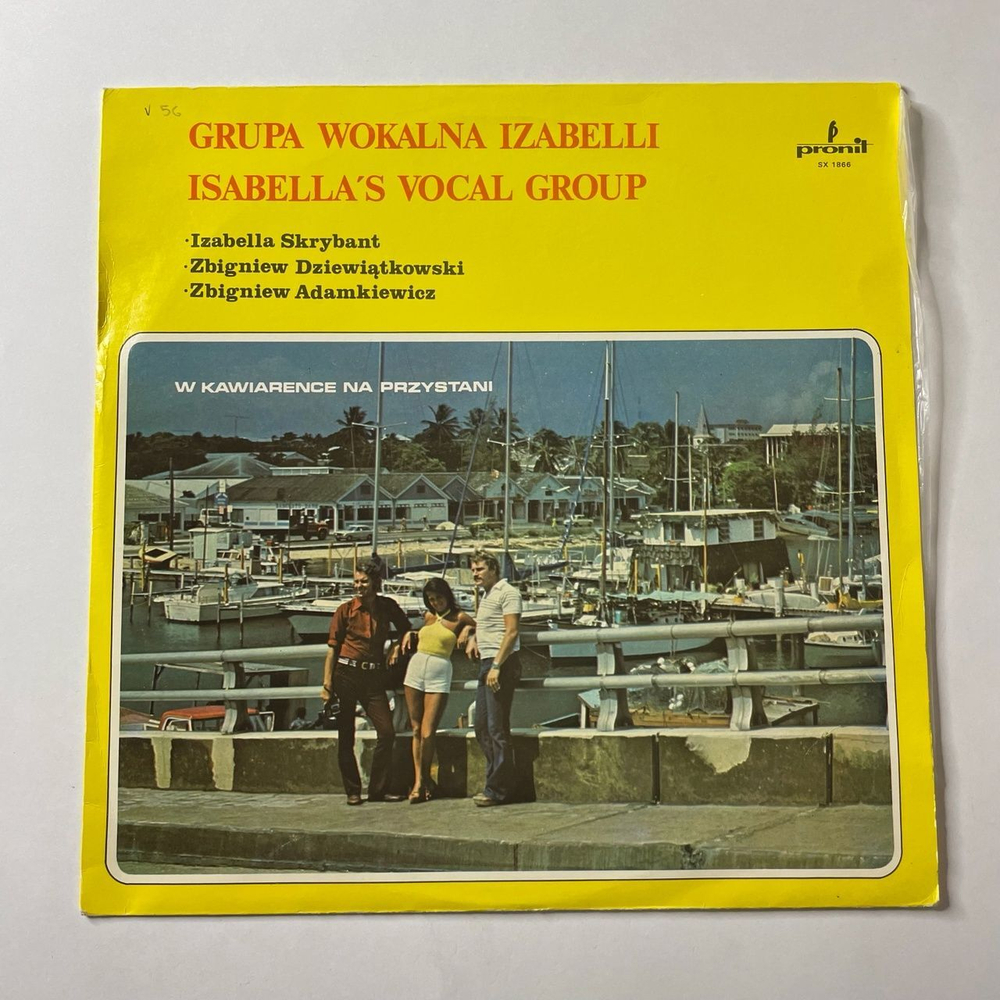 V 56
GRUPA WOKALNA IZABELLI
ISABELLA´S VOCAL GROUP
pronit
SX 1866
·Izabella Skrybant
·Zbigniew Dziewiątkowski
·Zbigniew Adamkiewicz
W KAWIARENCE NA PRZYSTANI